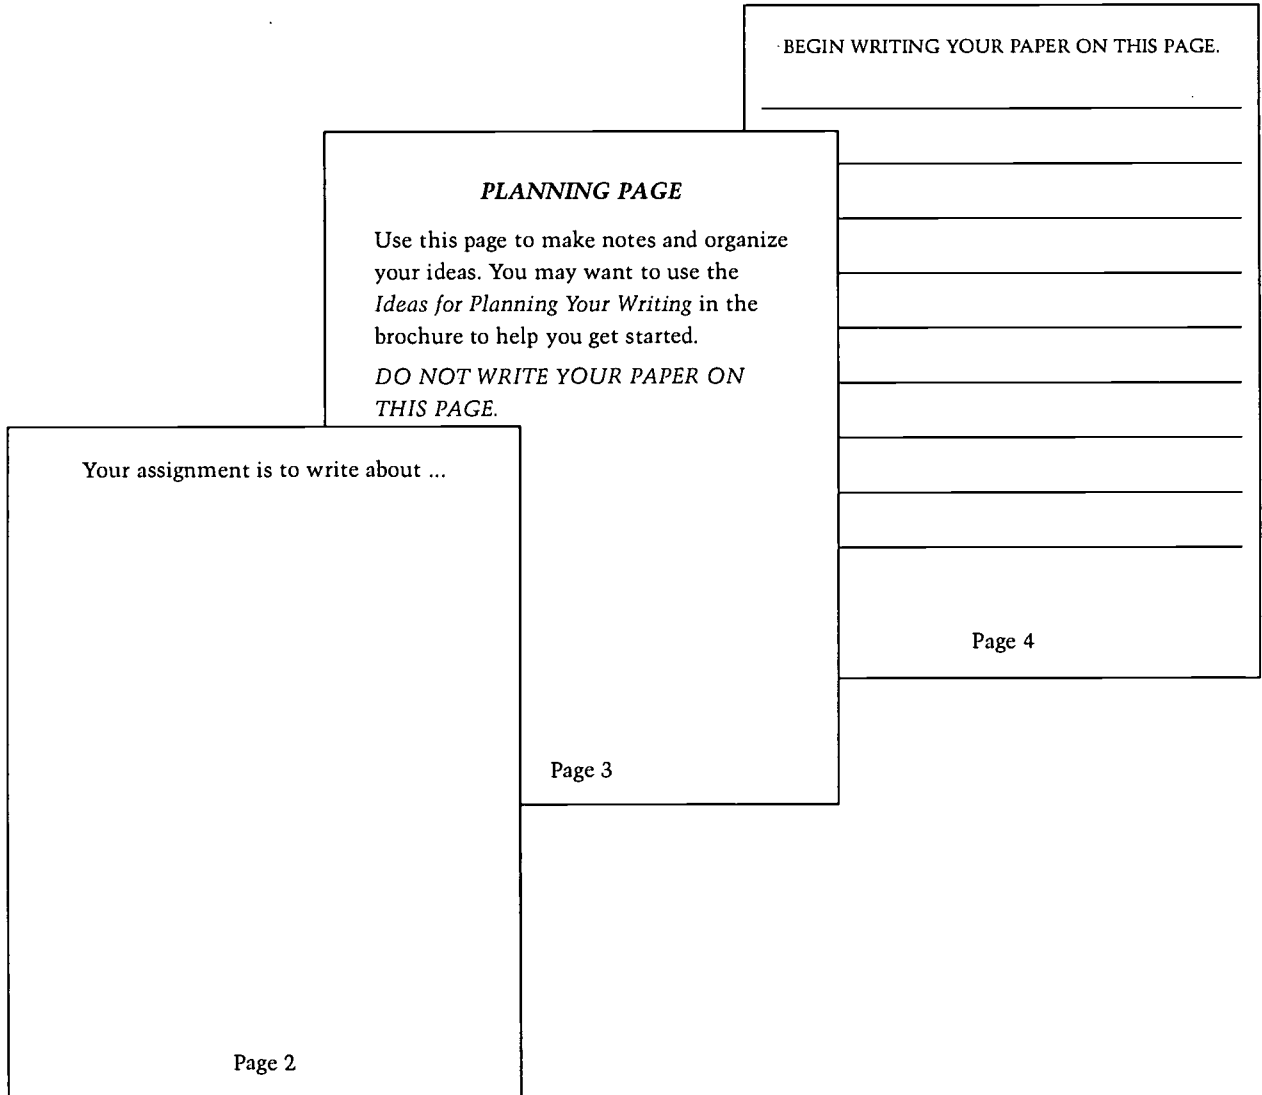 BEGIN WRITING YOUR PAPER ON THIS PAGE.
Page 4
PLANNING PAGE
Use this page to make notes and organize
your ideas. You may want to use the
Ideas for Planning Your Writing in the
brochure to help you get started.
DO NOT WRITE YOUR PAPER ON
THIS PAGE.
Page 3
Your assignment is to write about ...
Page 2